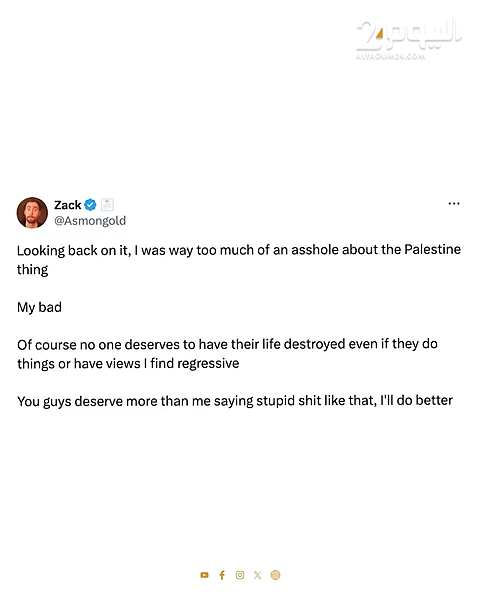 اليوم 24
ALYAOUM24.COM
Zack
@Asmongold
Looking back on it, I was way too much of an asshole about the Palestine
thing
My bad
Of course no one deserves to have their life destroyed even if they do
things or have views I find regressive
You guys deserve more than me saying stupid shit like that, I'll do better